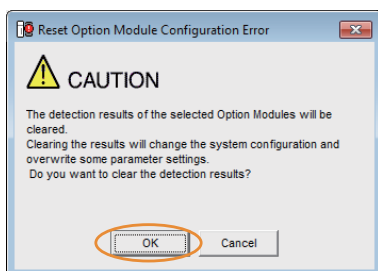 Reset Option Module Configuration Error
CAUTION
The detection results of the selected Option Modules will be
cleared.
Clearing the results will change the system configuration and
overwrite some parameter settings.
Do you want to clear the detection results?
OK
Cancel